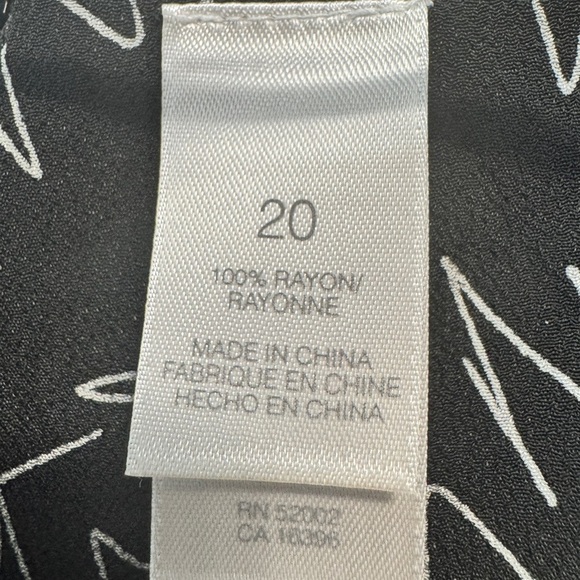 20
100% RAYON/
RAYONNE
MADE IN CHINA
FABRIQUE EN CHINE
HECHO EN CHINA
RN 52002
CA 16396